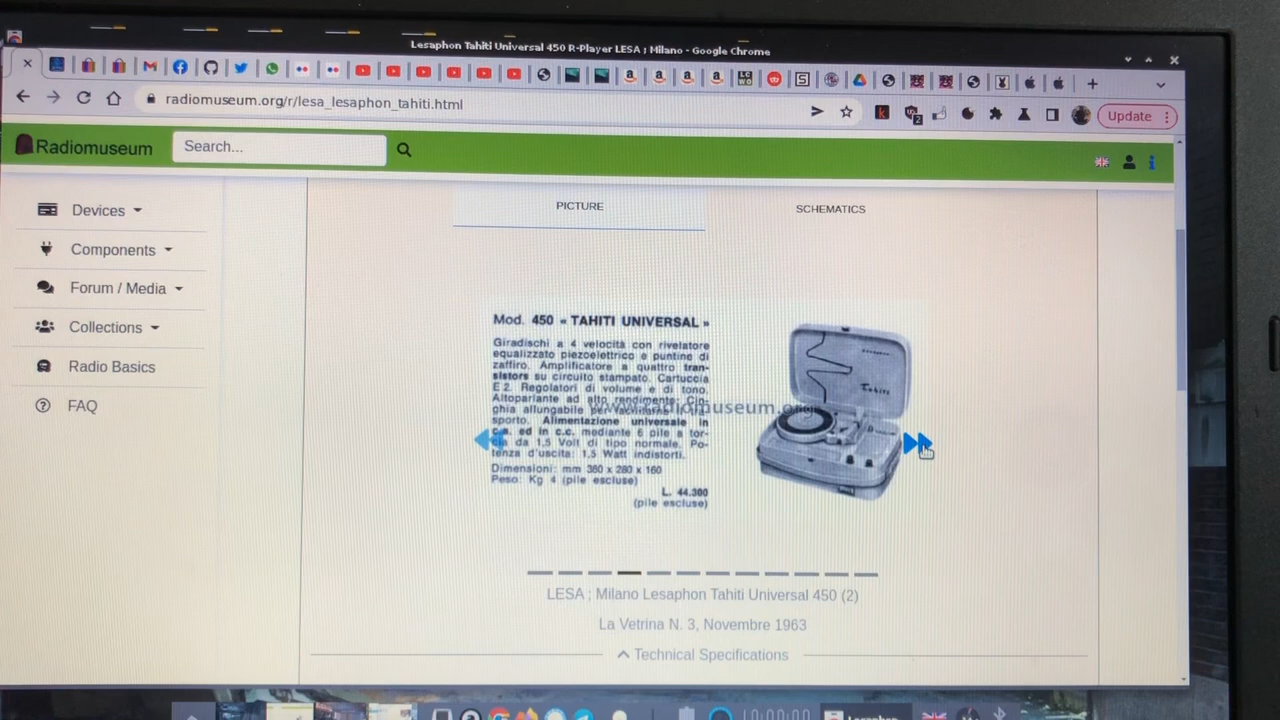 Lesaphon Tahiti Universal 450 R-Player LESA ; Milano - Google Chrome
radiomuseum.org/r/lesa_lesaphon_tahiti.html
Update
Radiomuseum
Search...
Devices
Components
Forum / Media
Collections
Radio Basics
FAQ
PICTURE
SCHEMATICS
Mod. 450 « TAHITI UNIVERSAL »
Giradischi a 4 velocità con rivelatore
equalizzato piezoelettrico e puntine di
zaffiro. Amplificatore a quattro tran-
sistors su circuito stampato. Cartuccia
E 2. Regolatori di volume e di tono.
Altoparlante ad alto rendimento. Cin-
ghia allungabile per facilitarne il tra-
sporto. Alimentazione universale in
c.a. ed in c.c. mediante 6 pile a tor-
cia da 1,5 Volt di tipo normale. Po-
tenza d'uscita: 1,5 Watt indistorti.
Dimensioni: mm 360 x 280 x 160
Peso: Kg 4 (pile escluse)
L. 44.300
(pile escluse)
www.radiomuseum.org
Tahiti
LESA ; Milano Lesaphon Tahiti Universal 450 (2)
La Vetrina N. 3, Novembre 1963
Technical Specifications